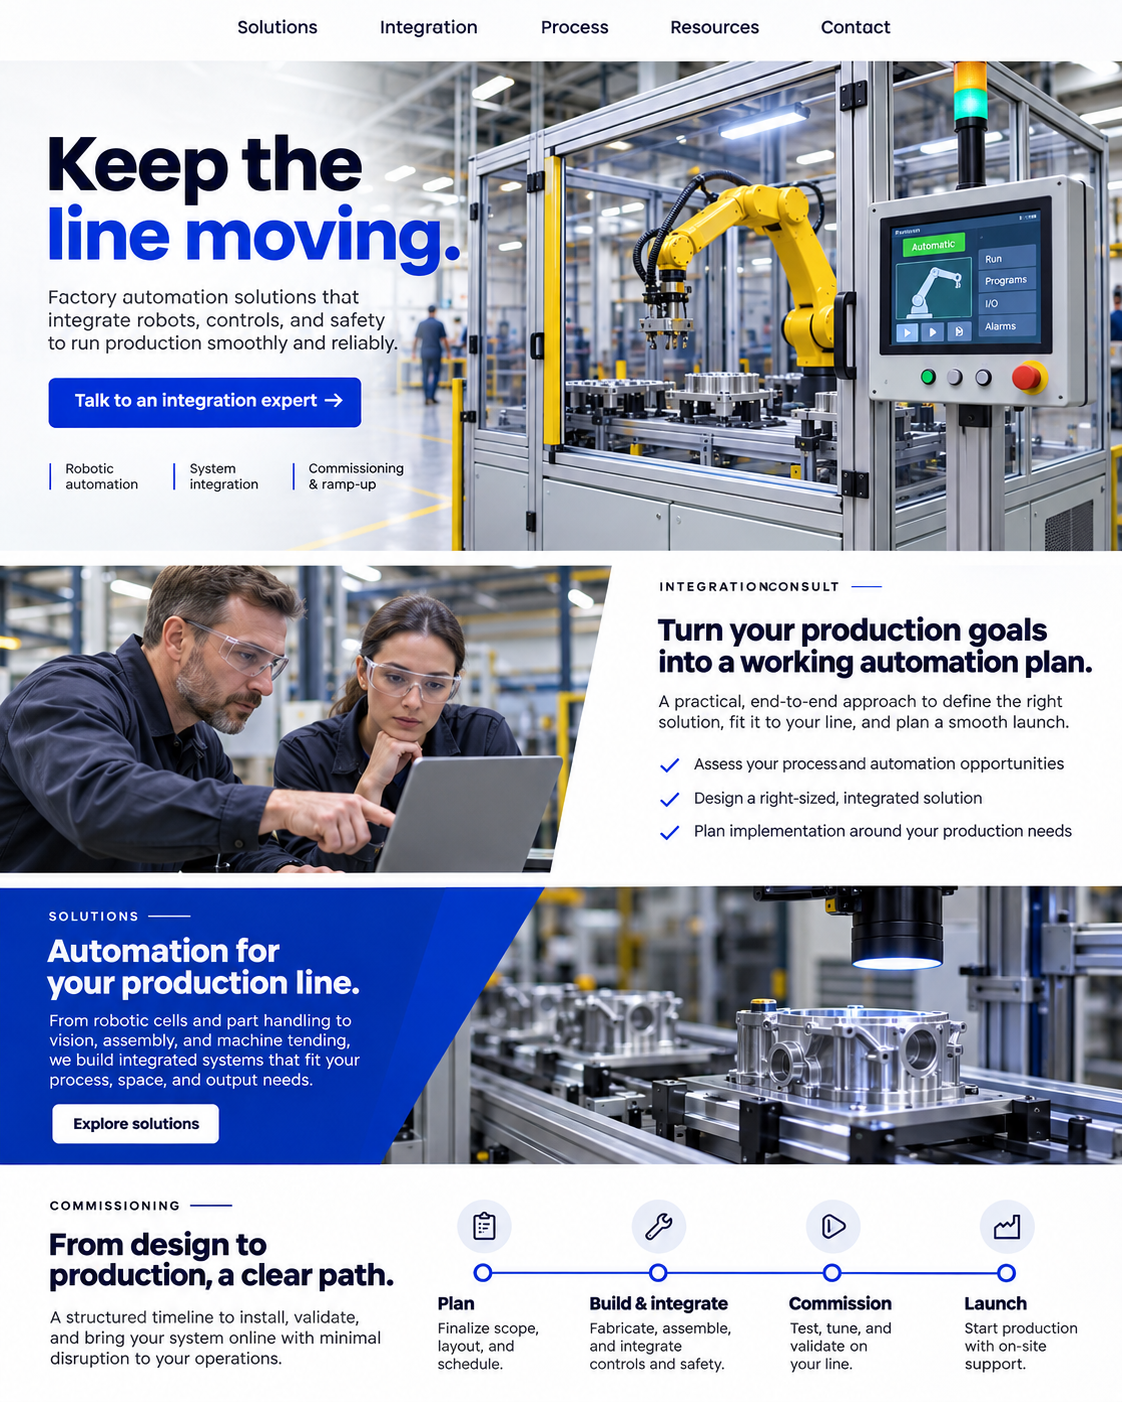 Solutions Integration Process Resources Contact
Keep the
line moving.
Factory automation solutions that
integrate robots, controls, and safety
to run production smoothly and reliably.
Talk to an integration expert →
Robotic
automation
System
integration
Commissioning
& ramp-up
Automatic
Run
Programs
I/O
Alarms
INTEGRATIONCONSULT
Turn your production goals
into a working automation plan.
A practical, end-to-end approach to define the right
solution, fit it to your line, and plan a smooth launch.
Assess your process and automation opportunities
Design a right-sized, integrated solution
Plan implementation around your production needs
SOLUTIONS
Automation for
your production line.
From robotic cells and part handling to
vision, assembly, and machine tending,
we build integrated systems that fit your
process, space, and output needs.
Explore solutions
COMMISSIONING
From design to
production, a clear path.
A structured timeline to install, validate,
and bring your system online with minimal
disruption to your operations.
Plan
Finalize scope,
layout, and
schedule.
Build & integrate
Fabricate, assemble,
and integrate
controls and safety.
Commission
Test, tune, and
validate on
your line.
Launch
Start production
with on-site
support.